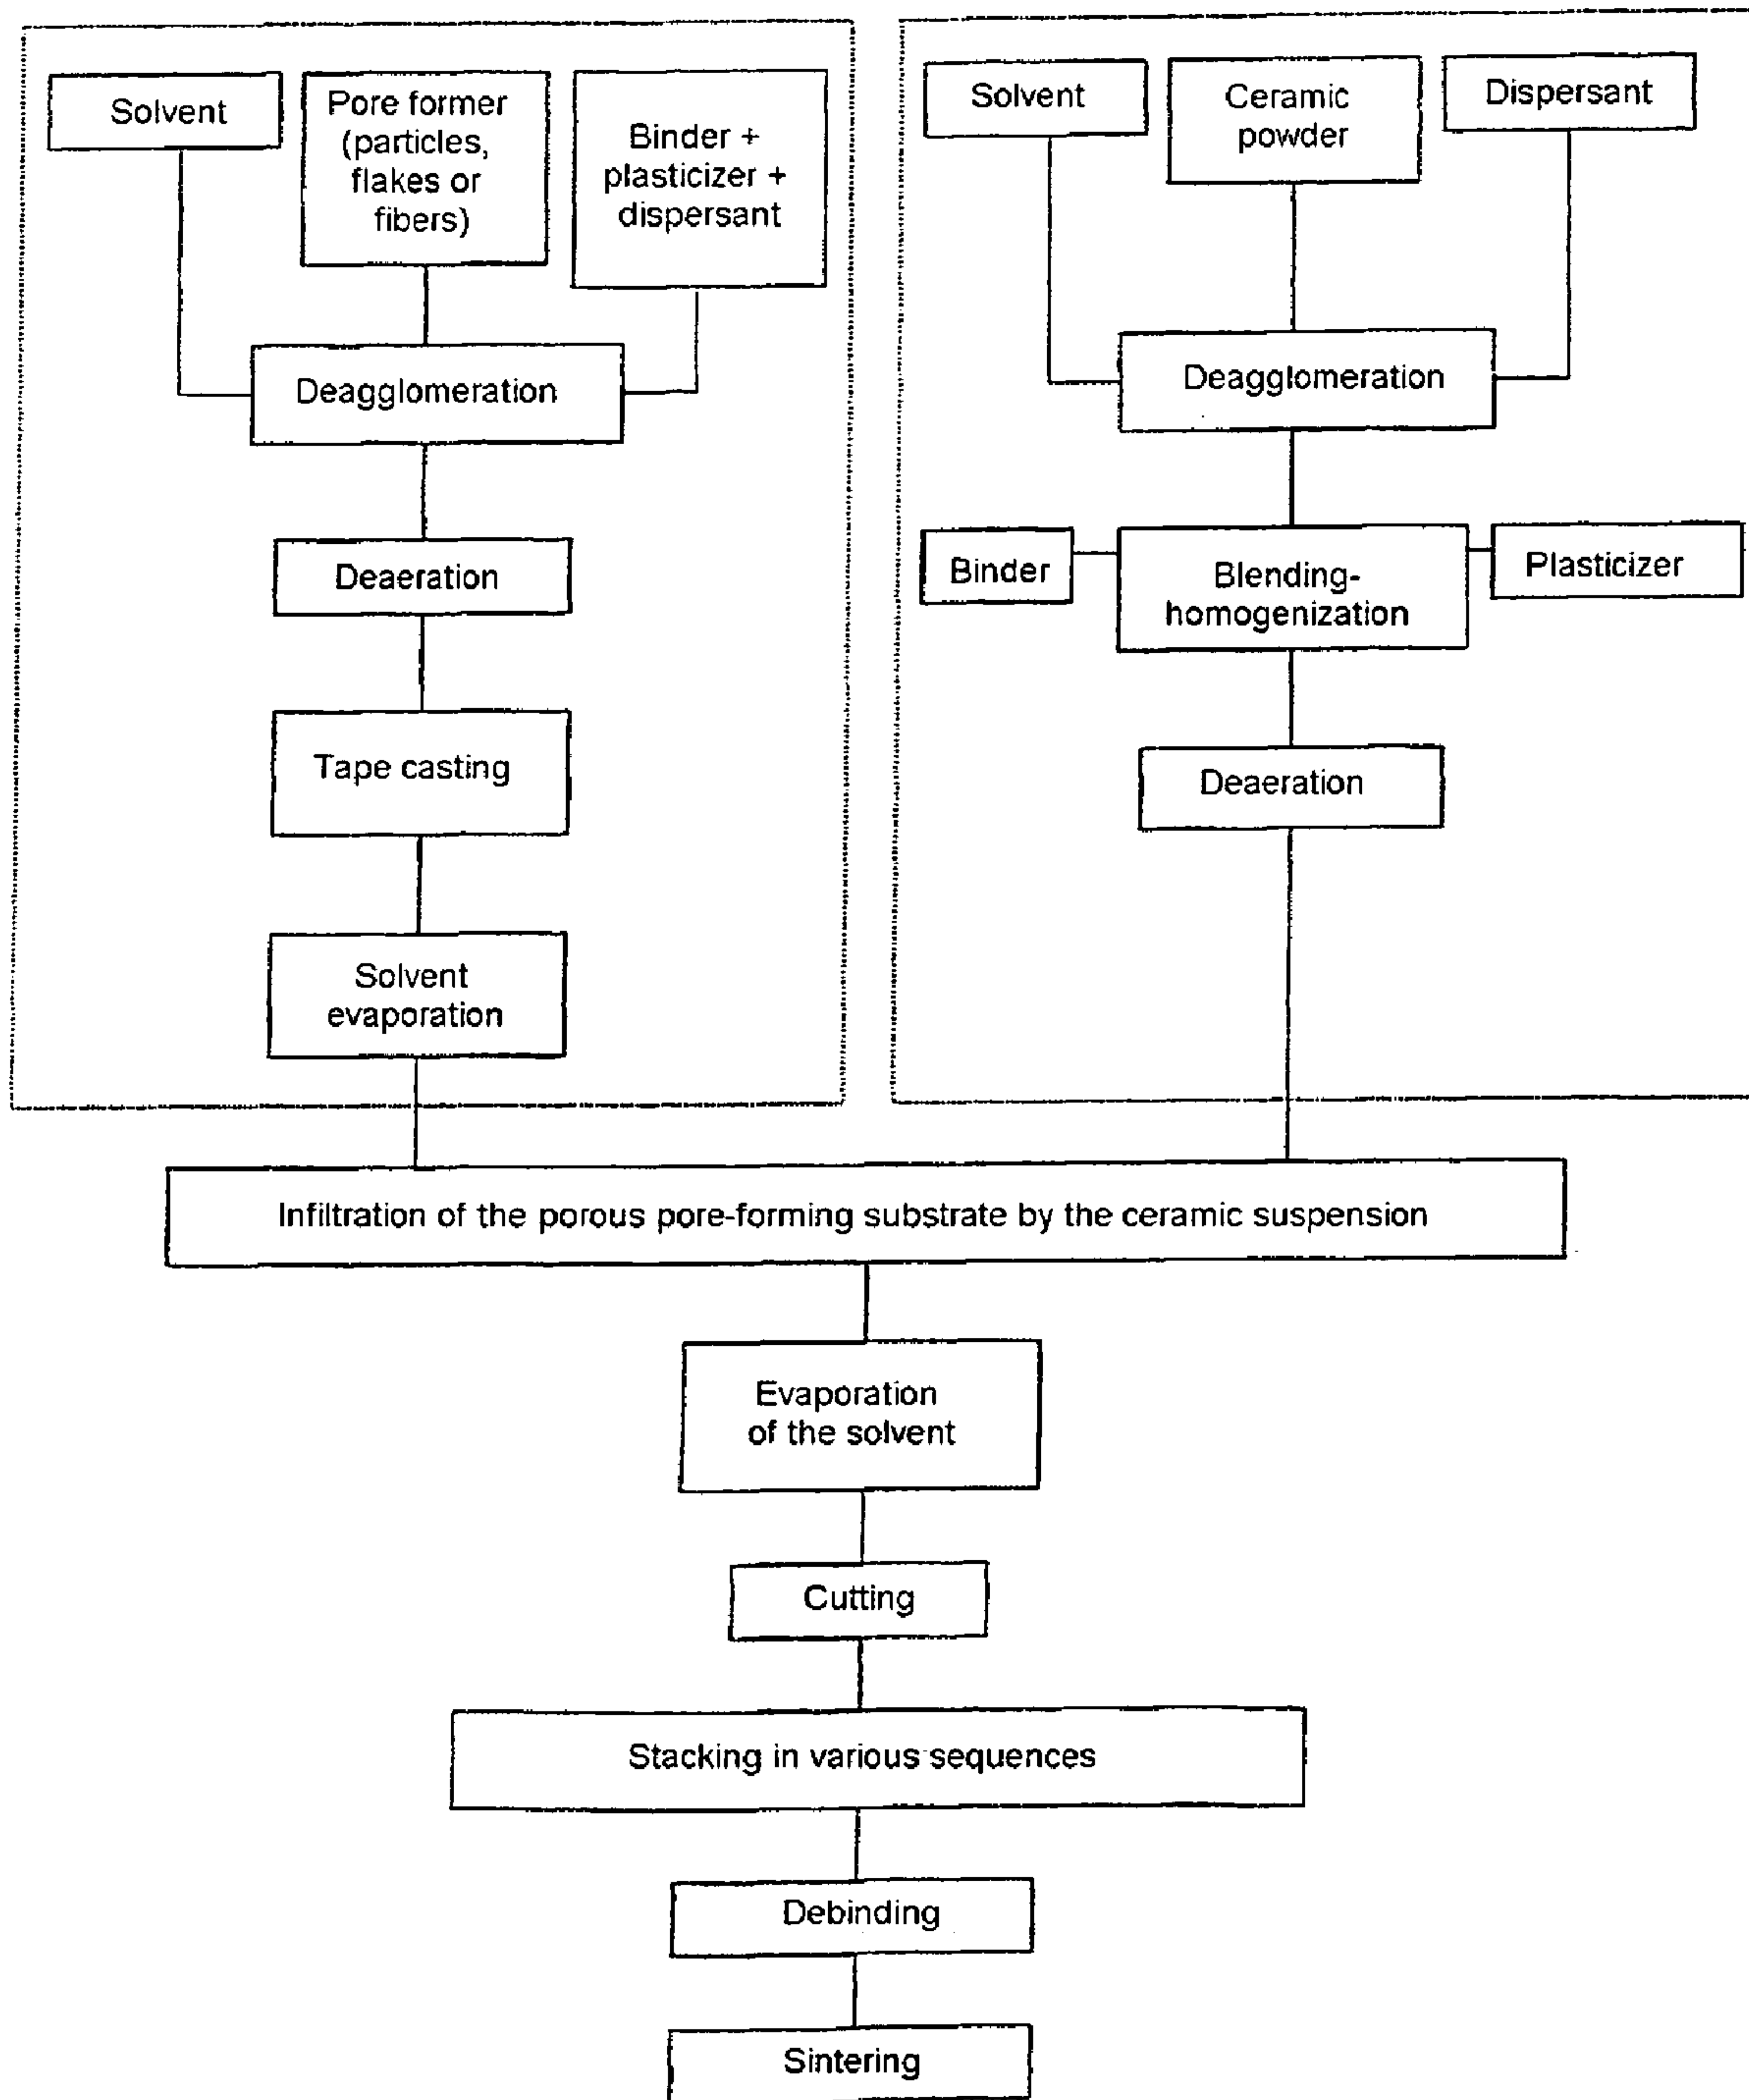 Solvent
Pore former
(particles,
flakes or
fibers)
Binder +
plasticizer +
dispersant
Deagglomeration
Deaeration
Tape casting
Solvent
evaporation
Solvent
Ceramic
powder
Dispersant
Deagglomeration
Binder
Blending-
homogenization
Plasticizer
Deaeration
Infiltration of the porous pore-forming substrate by the ceramic suspension
Evaporation
of the solvent
Cutting
Stacking in various sequences
Debinding
Sintering